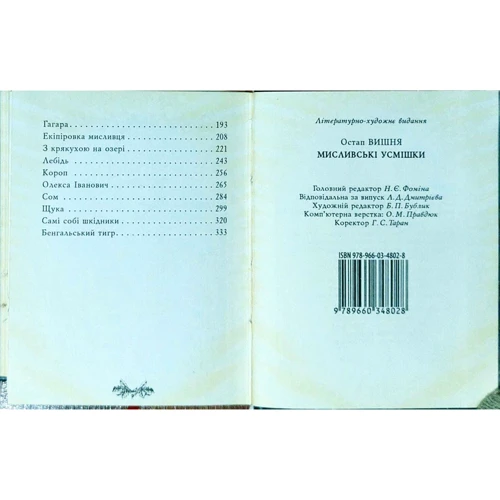 Гагара . . . . . . . . . . . . . . . . . . . . . . . 193
Екіпіровка мисливця . . . . . . . . . . . . 208
З крякухою на озері . . . . . . . . . . . . . 221
Лебідь . . . . . . . . . . . . . . . . . . . . . . . 243
Короп . . . . . . . . . . . . . . . . . . . . . . . 256
Олекса Іванович . . . . . . . . . . . . . . . . 265
Сом . . . . . . . . . . . . . . . . . . . . . . . . . 284
Щука . . . . . . . . . . . . . . . . . . . . . . . . 299
Самі собі шкідники . . . . . . . . . . . . . . 320
Бенгальський тигр. . . . . . . . . . . . . . . 333
Літературно-художнє видання
Остап ВИШНЯ
МИСЛИВСЬКІ УСМІШКИ
Головний редактор Н. Є. Фоміна
Відповідальна за випуск Л. Д. Дмитрієва
Художній редактор Б. П. Бублик
Комп'ютерна верстка: О. М. Правдюк
Коректор Г. С. Таран
ISBN 978-966-03-4802-8
9 789660 348028